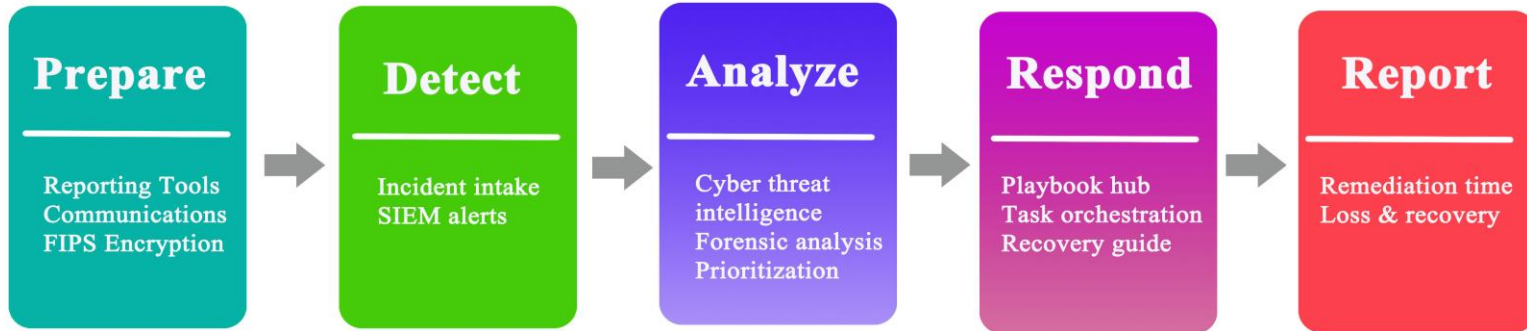 Prepare
Reporting Tools
Communications
FIPS Encryption
Detect
Incident intake
SIEM alerts
Analyze
Cyber threat
intelligence
Forensic analysis
Prioritization
Respond
Playbook hub
Task orchestration
Recovery guide
Report
Remediation time
Loss & recovery